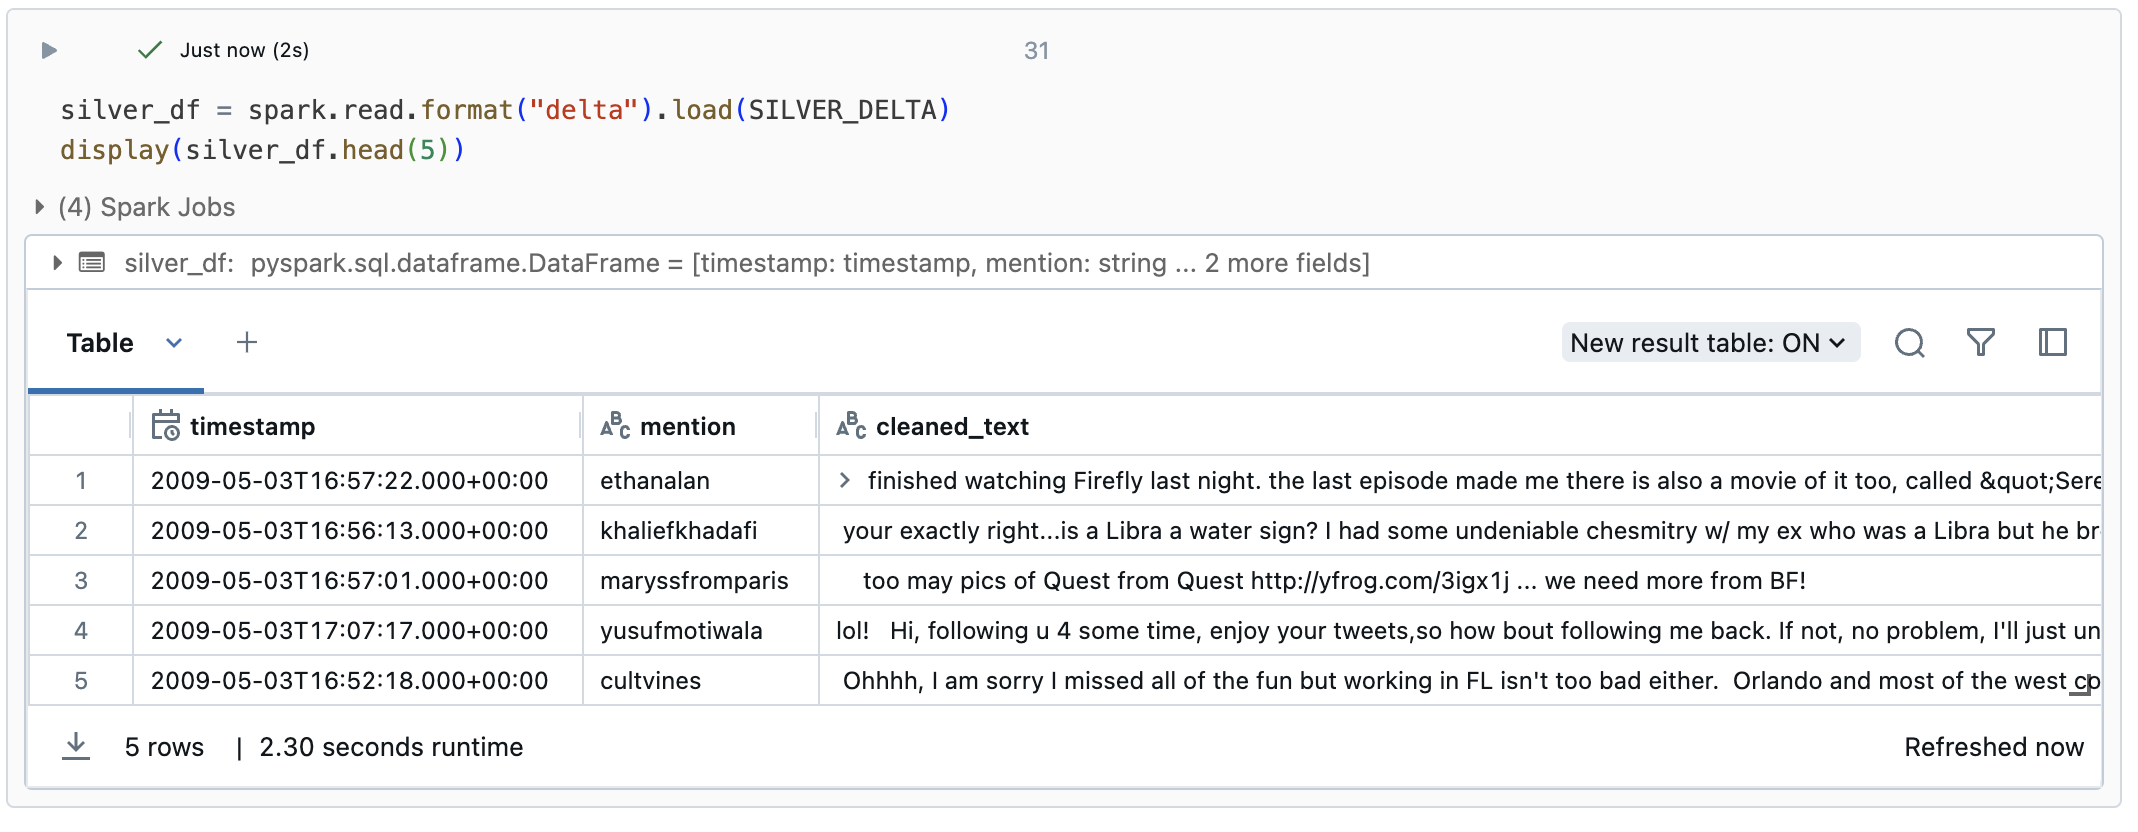 Just now (2s) 31
silver_df = spark.read.format("delta").load(SILVER_DELTA)
display(silver_df.head(5))
(4) Spark Jobs
silver_df: pyspark.sql.dataframe.DataFrame = [timestamp: timestamp, mention: string ... 2 more fields]
Table + New result table: ON
timestamp mention cleaned_text
1 2009-05-03T16:57:22.000+00:00 ethanalan finished watching Firefly last night. the last episode made me there is also a movie of it too, called &quot;Sere
2 2009-05-03T16:56:13.000+00:00 khaliefkhadafi your exactly right...is a Libra a water sign? I had some undeniable chesmitry w/ my ex who was a Libra but he br
3 2009-05-03T16:57:01.000+00:00 maryssfromparis too may pics of Quest from Quest http://yfrog.com/3igx1j ... we need more from BF!
4 2009-05-03T17:07:17.000+00:00 yusufmotiwala lol! Hi, following u 4 some time, enjoy your tweets,so how bout following me back. If not, no problem, I'll just un
5 2009-05-03T16:52:18.000+00:00 cultvines Ohhhh, I am sorry I missed all of the fun but working in FL isn't too bad either. Orlando and most of the west co
5 rows | 2.30 seconds runtime Refreshed now